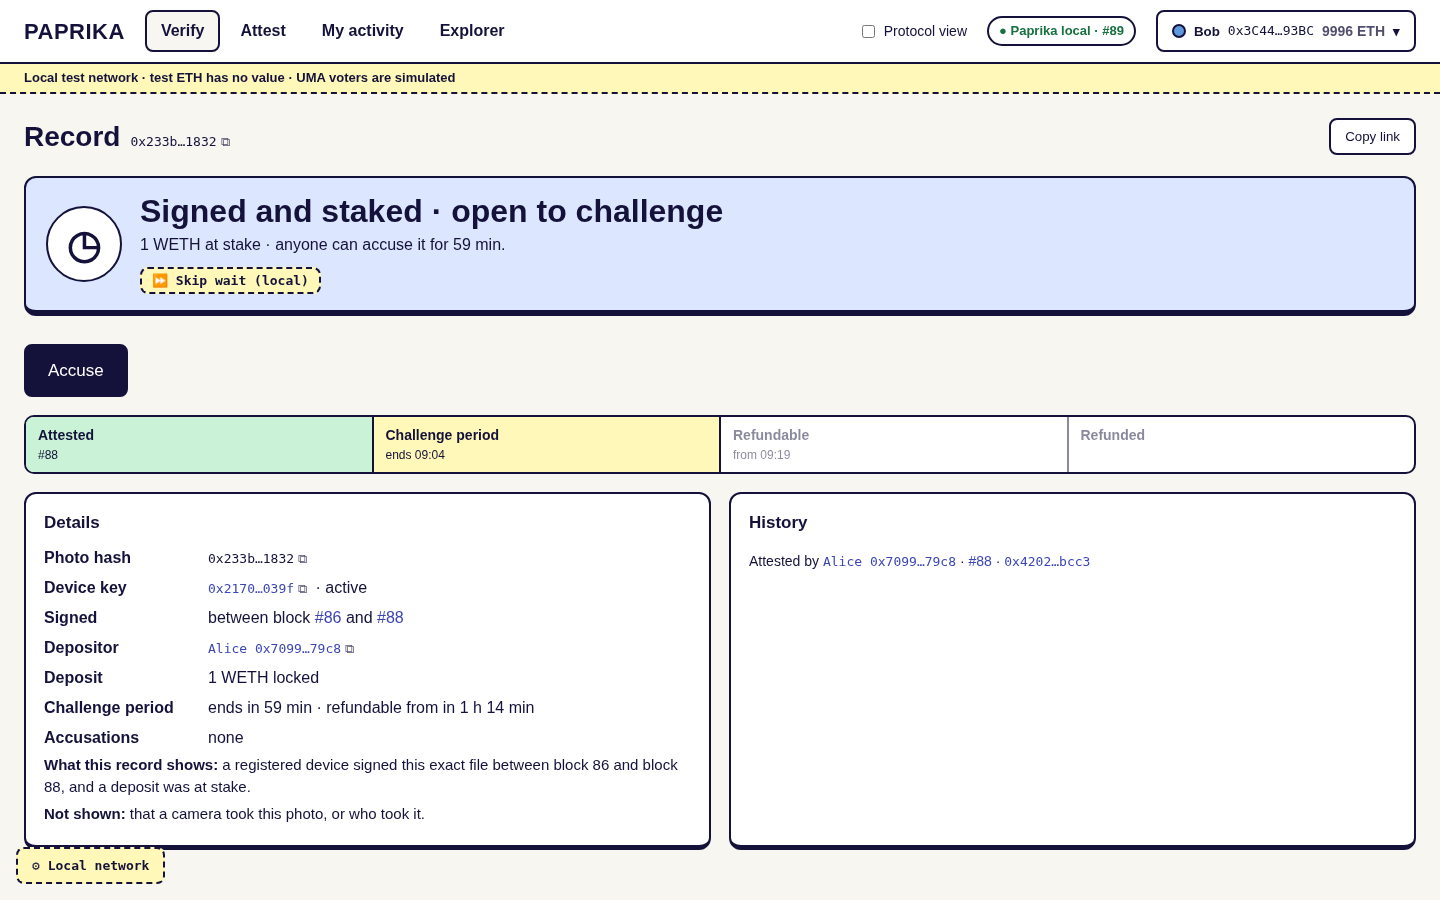 PAPRIKA Verify Attest My activity Explorer Protocol view ● Paprika local · #89 Bob 0x3C44…93BC 9996 ETH ▾
Local test network · test ETH has no value · UMA voters are simulated
Record 0x233b…1832 ⧉ Copy link
Signed and staked · open to challenge
1 WETH at stake · anyone can accuse it for 59 min.
⏩ Skip wait (local)
Accuse
Attested Challenge period Refundable Refunded
#88 ends 09:04 from 09:19
Details
Photo hash 0x233b…1832 ⧉
Device key 0x2170…039f ⧉ · active
Signed between block #86 and #88
Depositor Alice 0x7099…79c8 ⧉
Deposit 1 WETH locked
Challenge period ends in 59 min · refundable from in 1 h 14 min
Accusations none
What this record shows: a registered device signed this exact file between block 86 and block
88, and a deposit was at stake.
Not shown: that a camera took this photo, or who took it.
History
Attested by Alice 0x7099…79c8 · #88 · 0x4202…bcc3
⚙ Local network